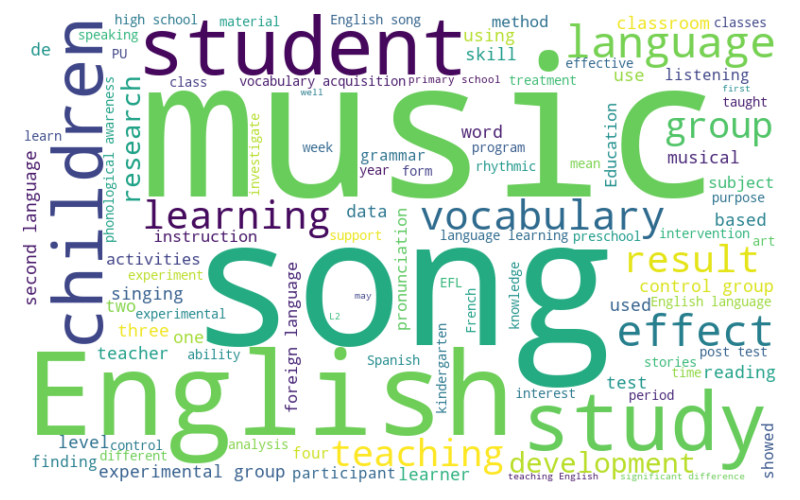 high school
material
English song
method
classroom
classes
de
speaking
PU
student
using
skill
language
effective
class
vocabulary acquisition
primary school
treatment
use
listening
first
well
taught
children
music
learn
phonological awareness
research
investigate
week
grammar
year
form
word
program
rhythmic
mean
Education
group
musical
subject
purpose
second language
learning
data
vocabulary
based
instruction
support
language learning
preschool
intervention
art
activities
experiment
singing
two
experimental
three
one
song
foreign language
pronunciation
may
L2
EFL
French
knowledge
result
control group
used
English language
effect
teacher
ability
Spanish
kindergarten
interest
test
post test
stories
time
reading
period
English
study
level
control
finding
different
analysis
four
teaching
development
experimental group
participant
learner
teaching English
significant difference
showed